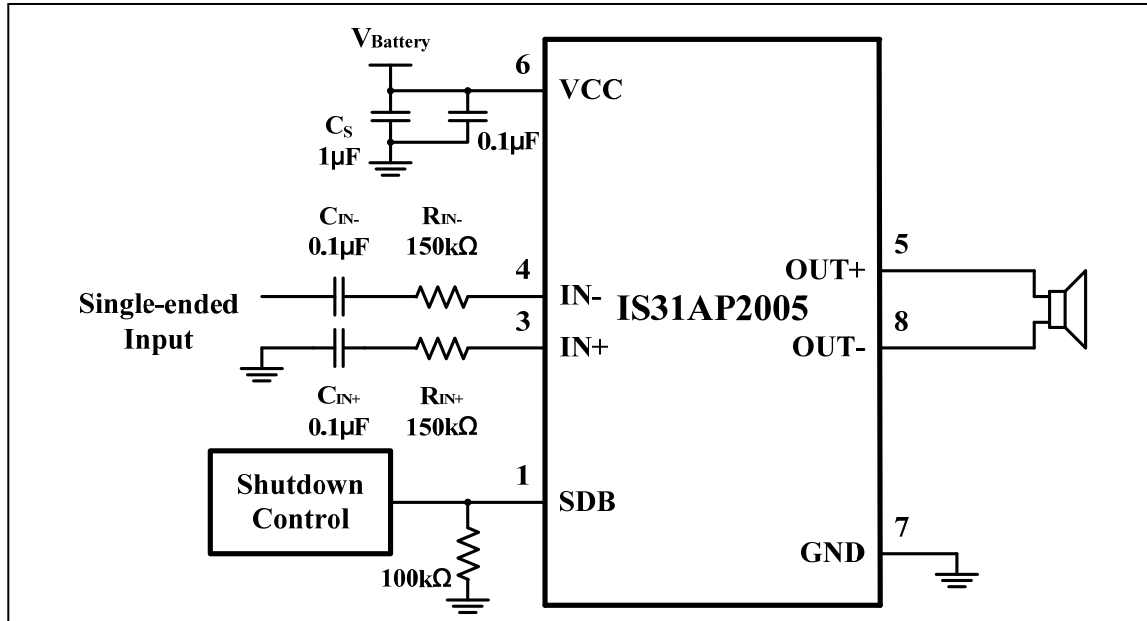 VBattery
6
VCC
CS
1µF
0.1µF
CIN-
0.1µF
RIN-
150kΩ
4
IN-
Single-ended
Input
3
IN+
CIN+
0.1µF
RIN+
150kΩ
IS31AP2005
5
OUT+
8
OUT-
Shutdown
Control
1
SDB
100kΩ
7
GND